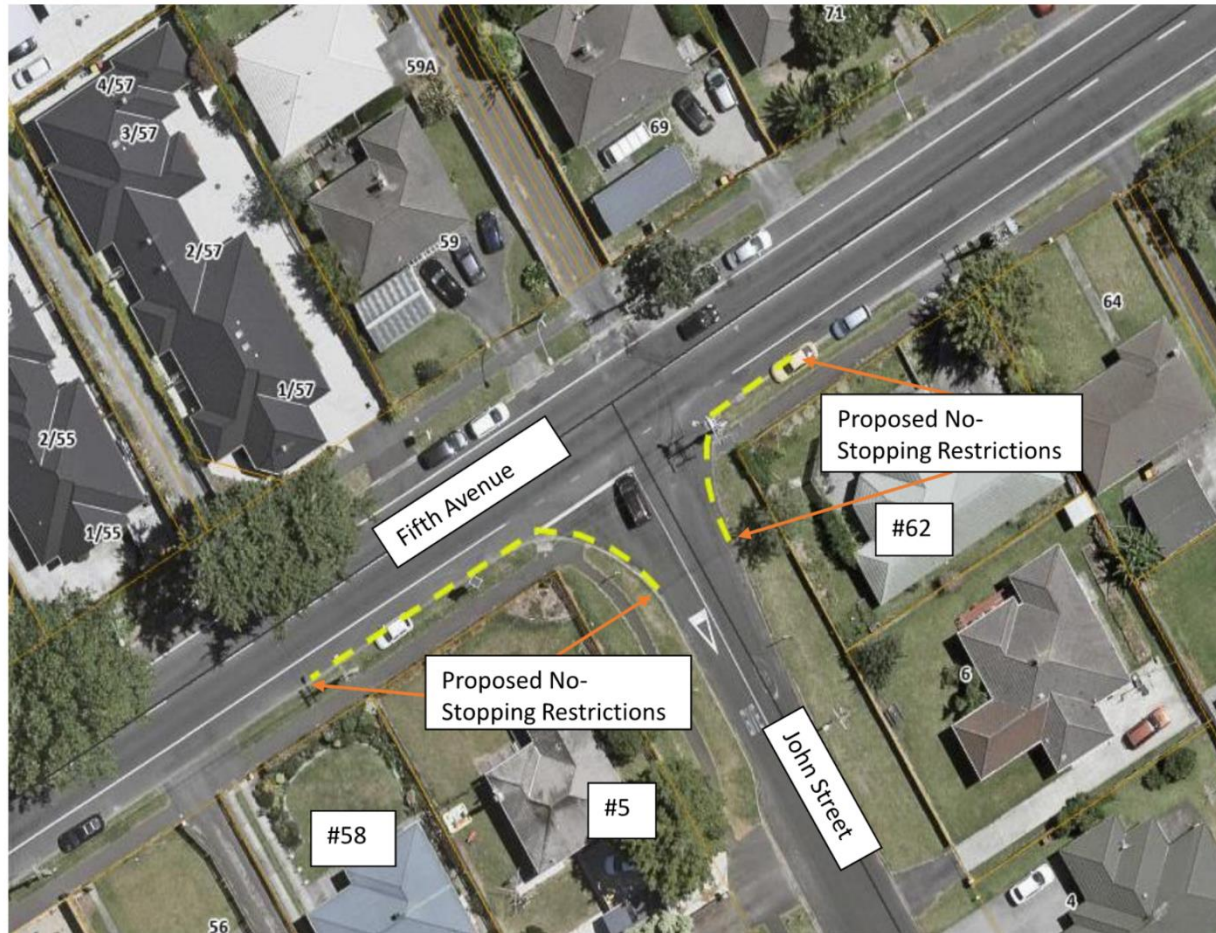 71
4/57
59A
3/57
69
2/57
59
64
1/57
2/55
Proposed No-
Stopping Restrictions
Fifth Avenue
#62
1/55
Proposed No-
Stopping Restrictions
6
John Street
#5
#58
4
56